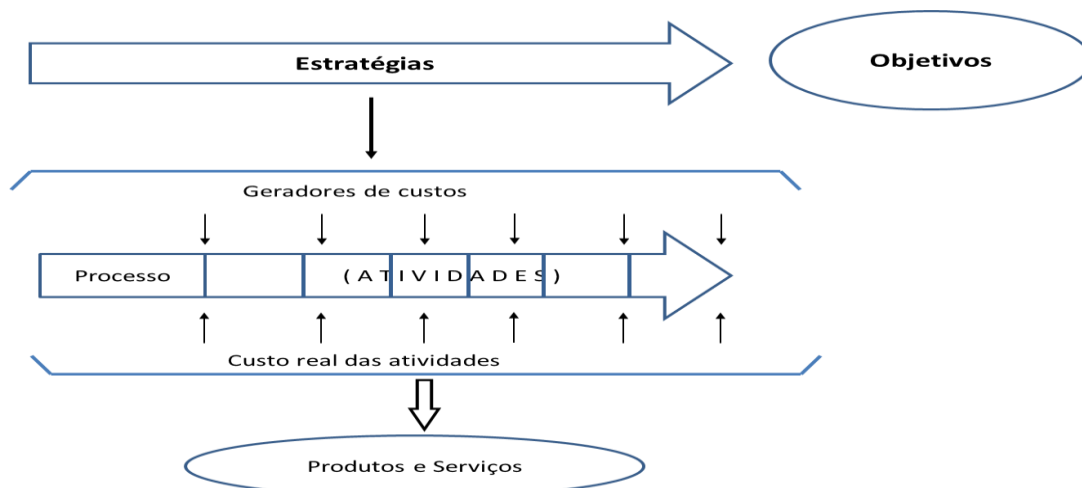 Estratégias
Objetivos
Geradores de custos
Processo
( A T I V I D A D E S )
Custo real das atividades
Produtos e Serviços